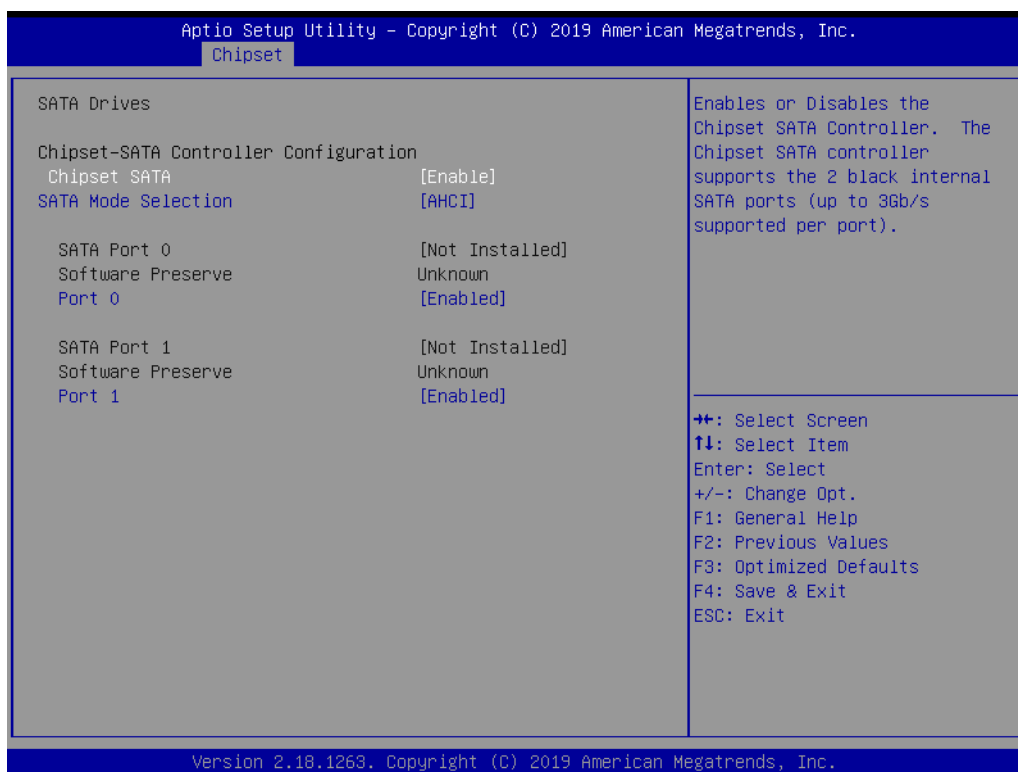 Aptio Setup Utility – Copyright (C) 2019 American Megatrends, Inc.
Chipset
SATA Drives
Chipset-SATA Controller Configuration
Chipset SATA [Enable]
SATA Mode Selection [AHCI]
SATA Port 0 [Not Installed]
Software Preserve Unknown
Port 0 [Enabled]
SATA Port 1 [Not Installed]
Software Preserve Unknown
Port 1 [Enabled]
Enables or Disables the
Chipset SATA Controller. The
Chipset SATA controller
supports the 2 black internal
SATA ports (up to 3Gb/s
supported per port).
→←: Select Screen
↑↓: Select Item
Enter: Select
+/-: Change Opt.
F1: General Help
F2: Previous Values
F3: Optimized Defaults
F4: Save & Exit
ESC: Exit
Version 2.18.1263. Copyright (C) 2019 American Megatrends, Inc.